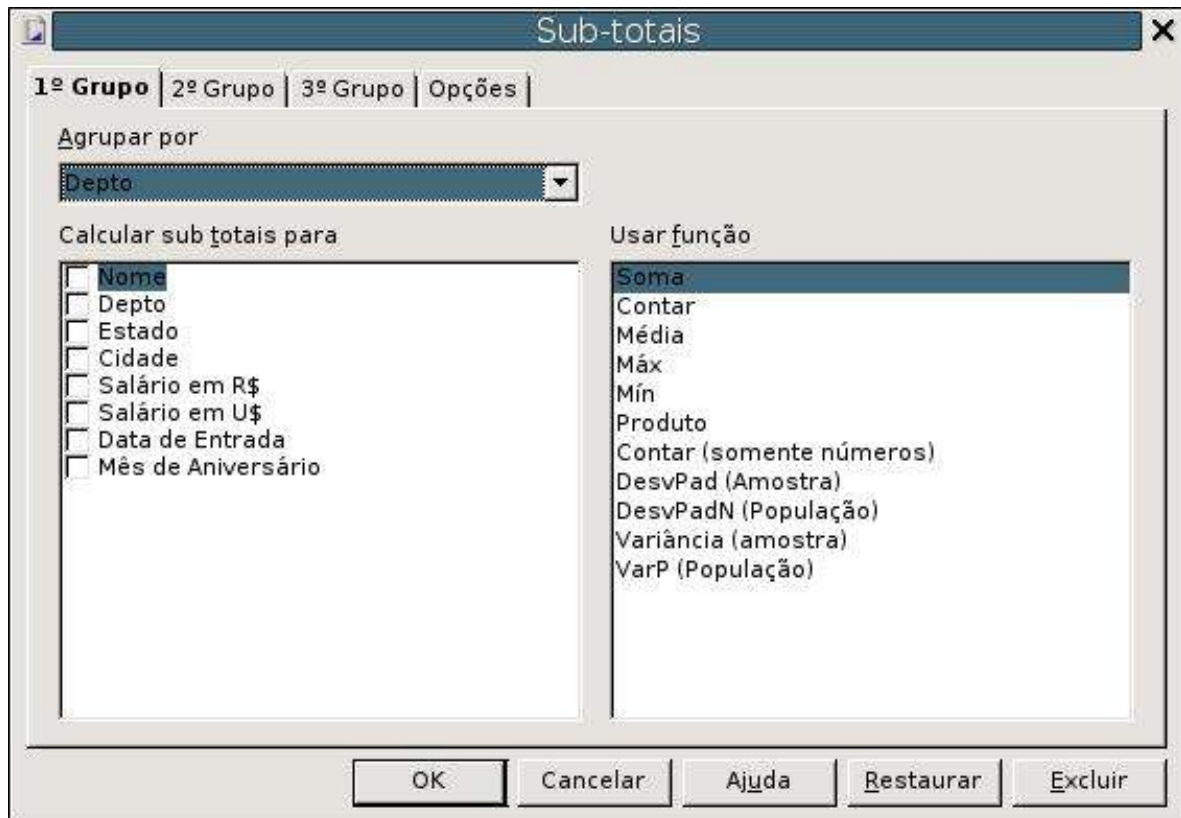 Sub-totais
1º Grupo
2º Grupo
3º Grupo
Opções
Agrupar por
Depto
Calcular sub totais para
Nome
Depto
Estado
Cidade
Salário em R$
Salário em U$
Data de Entrada
Mês de Aniversário
Usar função
Soma
Contar
Média
Máx
Mín
Produto
Contar (somente números)
DesvPad (Amostra)
DesvPadN (População)
Variância (amostra)
VarP (População)
OK
Cancelar
Ajuda
Restaurar
Excluir